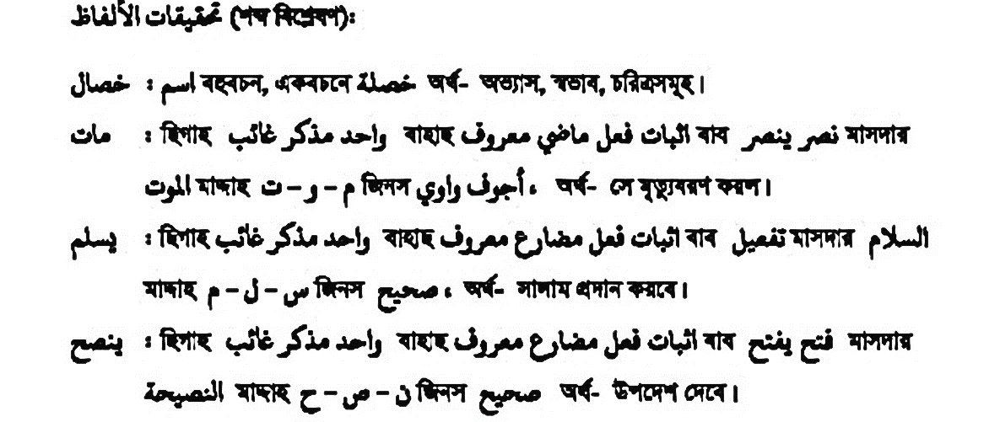 تحقيقات الألفاظ (শব্দ বিশ্লেষণ):
خصال : اسم বহুবচন, একবচনে خصلة অর্থ- অভ্যাস, স্বভাব, চরিত্রসমূহ।
مات : ছিগাহ واحد مذكر غائب বাহাছ اثبات فعل ماضي معروف বাব نصر ينصر মাসদার
الموت মাদ্দাহ م – و – ت জিনস أجوف واوي، অর্থ- সে মৃত্যুবরণ করল।
يسلم : ছিগাহ واحد مذكر غائب বাহাছ اثبات فعل مضارع معروف বাব تفعيل মাসদার السلام
মাদ্দাহ س – ل – م জিনস صحيح، অর্থ- সালাম প্রদান করবে।
ينصح : ছিগাহ واحد مذكر غائب বাহাছ اثبات فعل مضارع معروف বাব فتح يفتح মাসদার
النصيحة মাদ্দাহ ن – ص – ح জিনস صحيح অর্থ- উপদেশ দেবে।